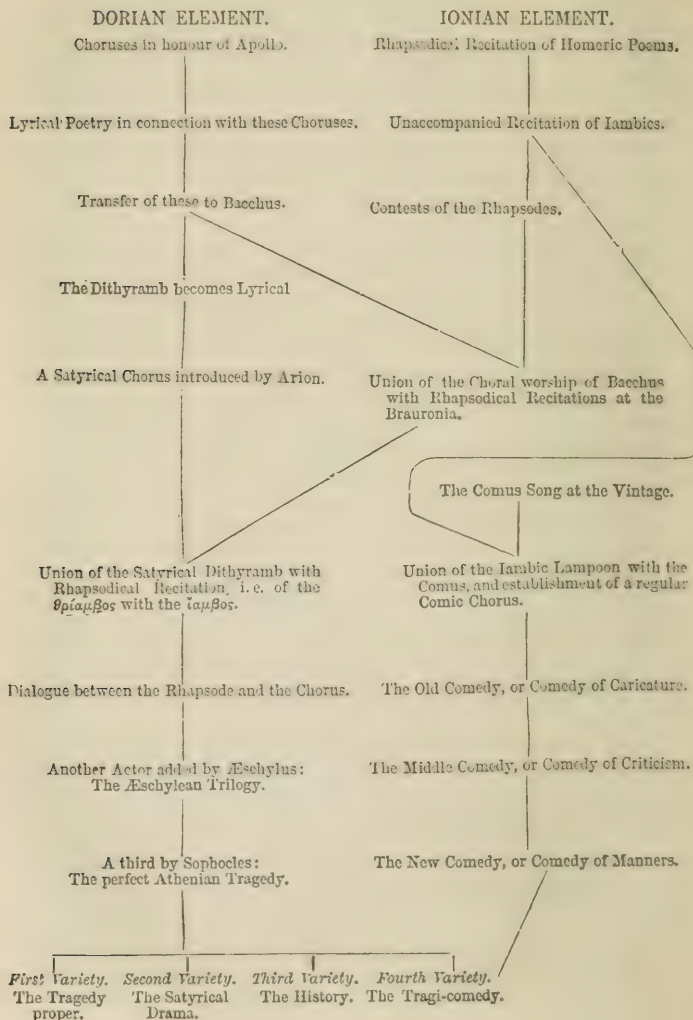 DORIAN ELEMENT.
Choruses in honour of Apollo.
Lyrical Poetry in connection with these Choruses.
Transfer of these to Bacchus.
The Dithyramb becomes Lyrical
A Satyrical Chorus introduced by Arion.
Union of the Satyrical Dithyramb with
Rhapsodical Recitation, i. e. of the
θρίαμβος with the ἴαμβος.
Dialogue between the Rhapsode and the Chorus.
Another Actor added by Æschylus:
The Æschylean Trilogy.
A third by Sophocles:
The perfect Athenian Tragedy.
IONIAN ELEMENT.
Rhapsodical Recitation of Homeric Poems.
Unaccompanied Recitation of Iambics.
Contests of the Rhapsodes.
Union of the Choral worship of Bacchus
with Rhapsodical Recitations at the
Brauronia.
The Comus Song at the Vintage.
Union of the Iambic Lampoon with the
Comus, and establishment of a regular
Comic Chorus.
The Old Comedy, or Comedy of Caricature.
The Middle Comedy, or Comedy of Criticism.
The New Comedy, or Comedy of Manners.
First Variety.
The Tragedy
proper.
Second Variety.
The Satyrical
Drama.
Third Variety.
The History.
Fourth Variety.
The Tragi-comedy.